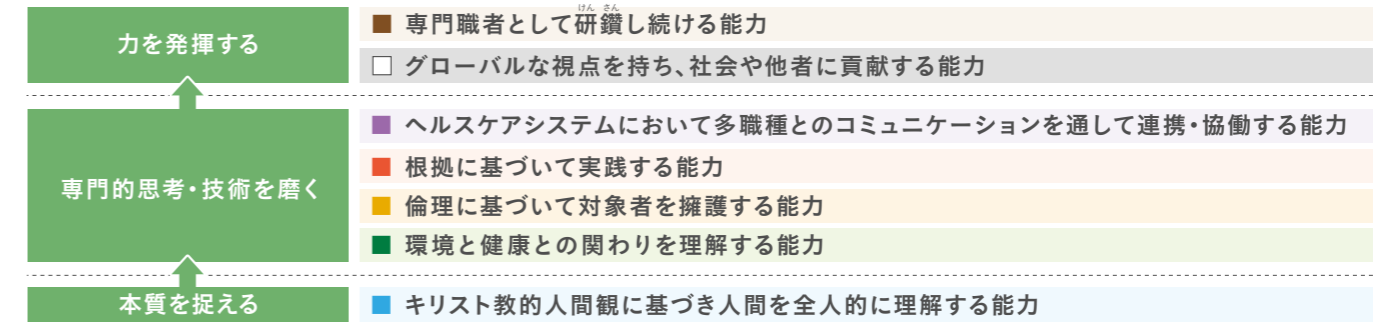 力を発揮する
けん さん
■ 専門職者として研鑽し続ける能力
□ グローバルな視点を持ち、社会や他者に貢献する能力
専門的思考・技術を磨く
■ ヘルスケアシステムにおいて多職種とのコミュニケーションを通して連携・協働する能力
■ 根拠に基づいて実践する能力
■ 倫理に基づいて対象者を擁護する能力
■ 環境と健康との関わりを理解する能力
本質を捉える
■ キリスト教的人間観に基づき人間を全人的に理解する能力